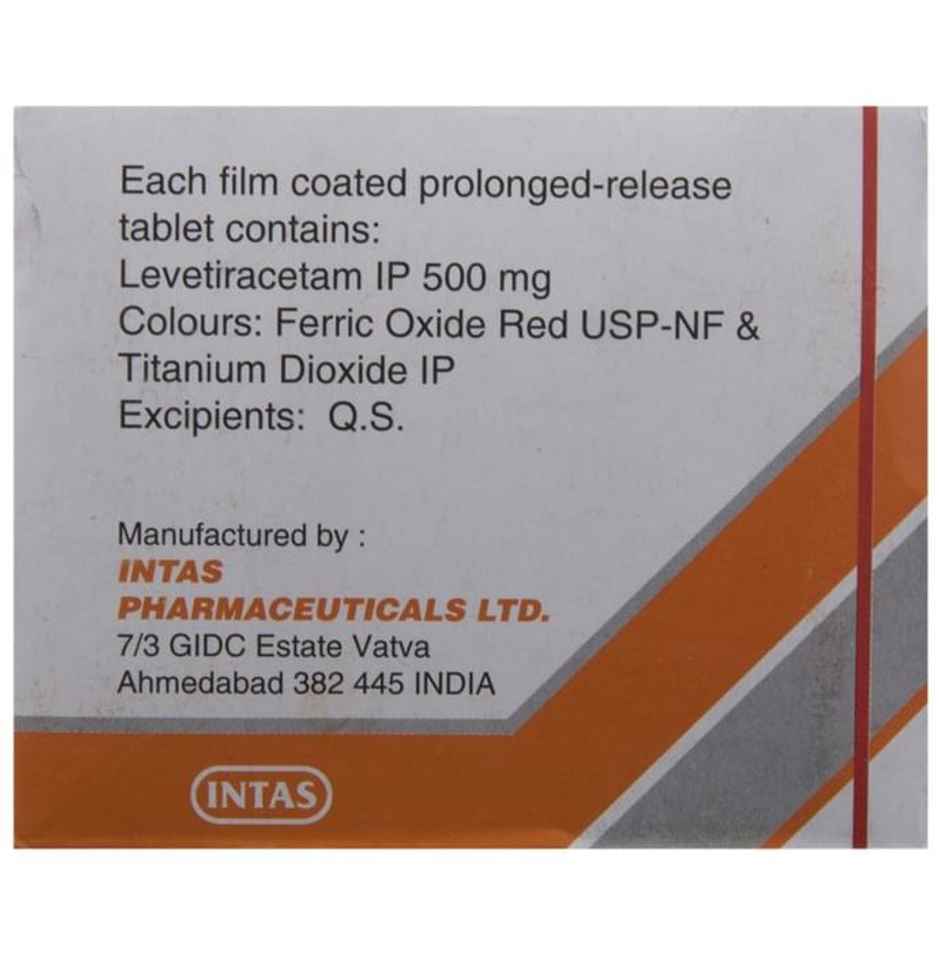 Each film coated prolonged-release
tablet contains:
Levetiracetam IP 500 mg
Colours: Ferric Oxide Red USP-NF &
Titanium Dioxide IP
Excipients: Q.S.
Manufactured by :
INTAS
PHARMACEUTICALS LTD.
7/3 GIDC Estate Vatva
Ahmedabad 382 445 INDIA
INTAS